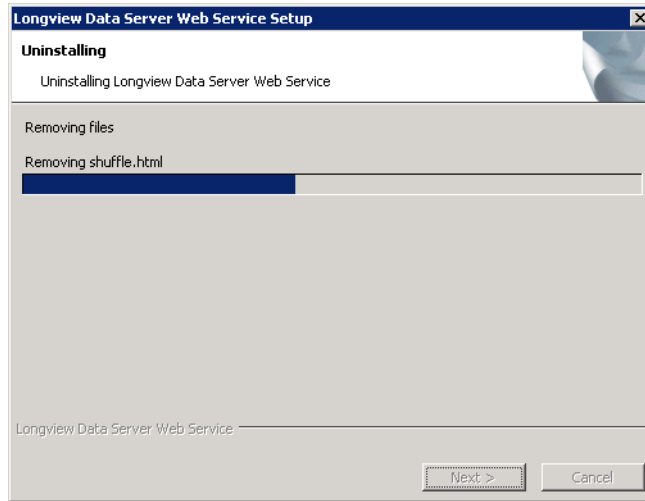 Longview Data Server Web Service Setup
Uninstalling
Uninstalling Longview Data Server Web Service
Removing files
Removing shuffle.html
Longview Data Server Web Service
Next >
Cancel